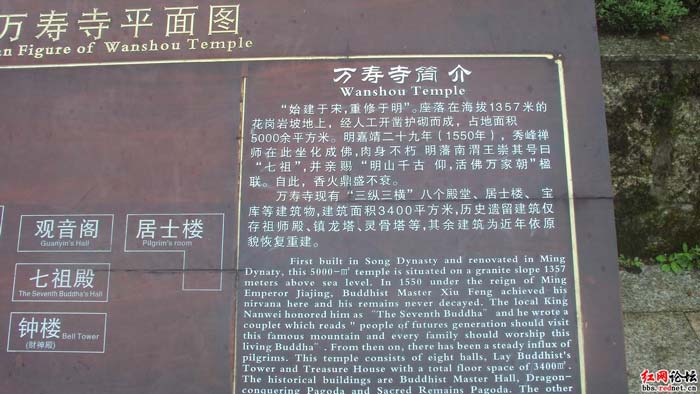 万寿寺平面图
an Figure of Wanshou Temple
万寿寺简介
Wanshou Temple
“始建于宋，重修于明”。座落在海拔1357米的
花岗岩坡地上，经人工开凿护砌而成，占地面积
5000余平方米。明嘉靖二十九年（1550年），秀峰禅
师在此坐化成佛，肉身不朽 明藩南渭王崇其号曰
“七祖”，并亲赐 “明山千古 仰，活佛万家朝”楹
联。自此，香火鼎盛不衰。
万寿寺现有“三纵三横”八个殿堂、居士楼、宝
库等建筑物，建筑面积3400平方米，历史遗留建筑仅
存祖师殿、镇龙塔、灵骨塔等，其余建筑为近年依原
貌恢复重建。
First built in Song Dynasty and renovated in Ming
Dynaty, this 5000-㎡ temple is situated on a granite slope 1357
meters above sea level. In 1550 under the reign of Ming
Emperor Jiajing, Buddhist Master Xiu Feng achieved his
nirvana here and his remains never decayed. The local King
Nanwei honored him as “The Seventh Buddha” and he wrote a
couplet which reads " people of futures generation should visit
this famous mountain and every family should worship this
living Buddha". From then on, there has been a steady influx of
pilgrims. This temple consists of eight halls, Lay Buddhist's
Tower and Treasure House with a total floor space of 3400㎡.
The historical buildings are Buddhist Master Hall, Dragon-
conquering Pagoda and Sacred Remains Pagoda. The other
观音阁
Guanyin's Hall
居士楼
Pilgrim's room
七祖殿
The Seventh Buddha's Hall
钟楼 Bell Tower
(财神殿)
红网论坛
bbs.rednet.cn